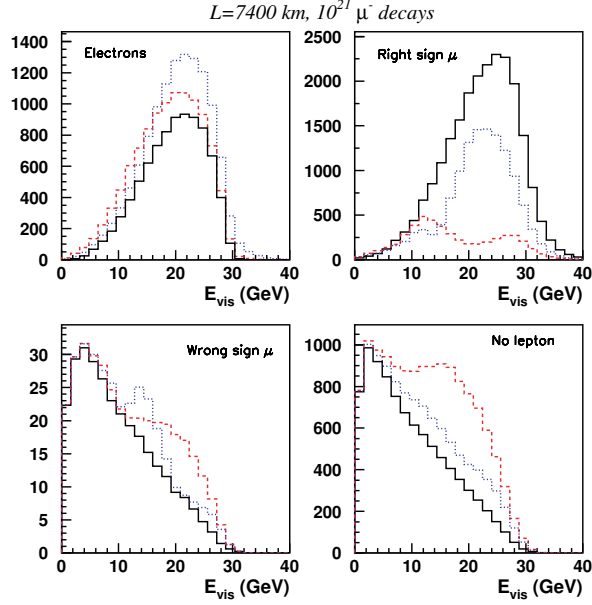 L=7400 km, 10²¹ μ⁻ decays
Electrons
1400
1200
1000
800
600
400
200
0
0 10 20 30 40
E_vis (GeV)
Right sign μ
2500
2000
1500
1000
500
0
0 10 20 30 40
E_vis (GeV)
Wrong sign μ
30
25
20
15
10
5
0
0 10 20 30 40
E_vis (GeV)
No lepton
1000
800
600
400
200
0
0 10 20 30 40
E_vis (GeV)